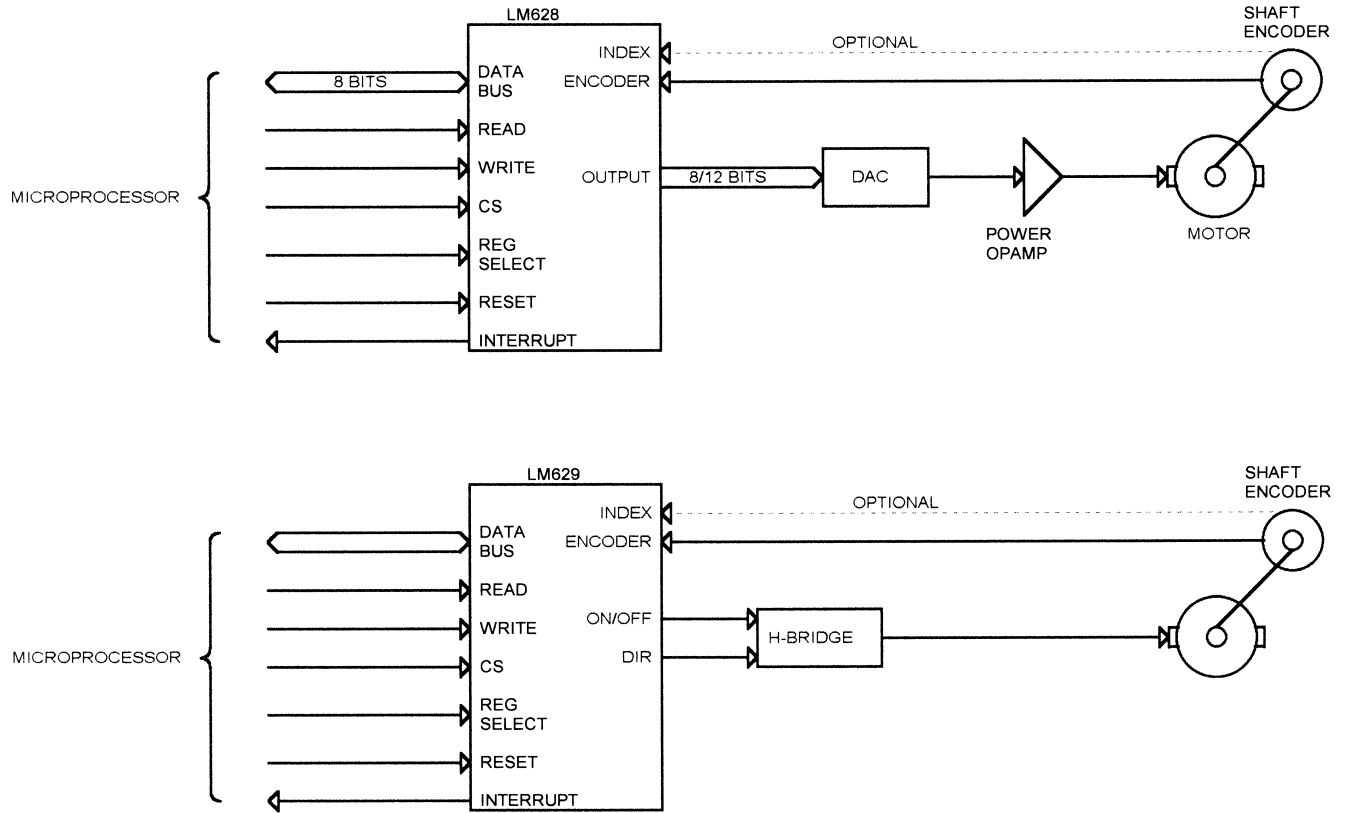 LM628
SHAFT
ENCODER
INDEX
OPTIONAL
8 BITS
DATA
BUS
ENCODER
READ
WRITE
OUTPUT
8/12 BITS
DAC
MICROPROCESSOR
CS
POWER
OPAMP
MOTOR
REG
SELECT
RESET
INTERRUPT
LM629
SHAFT
ENCODER
INDEX
OPTIONAL
DATA
BUS
ENCODER
READ
ON/OFF
WRITE
H-BRIDGE
MICROPROCESSOR
DIR
CS
REG
SELECT
RESET
INTERRUPT